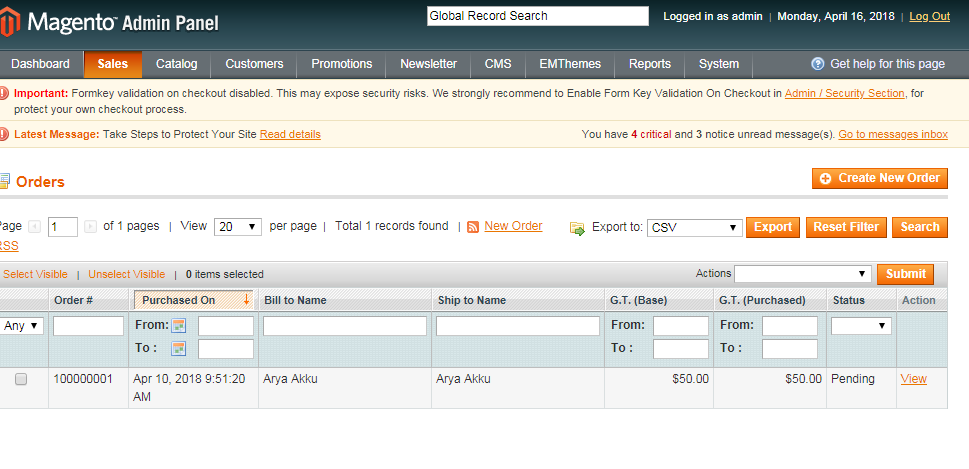 Magento Admin Panel
Global Record Search
Logged in as admin | Monday, April 16, 2018 | Log Out
Dashboard Sales Catalog Customers Promotions Newsletter CMS EMThemes Reports System Get help for this page
Important: Formkey validation on checkout disabled. This may expose security risks. We strongly recommend to Enable Form Key Validation On Checkout in Admin / Security Section, for
protect your own checkout process.
Latest Message: Take Steps to Protect Your Site Read details You have 4 critical and 3 notice unread message(s). Go to messages inbox
Orders Create New Order
Page 1 of 1 pages | View 20 per page | Total 1 records found | New Order Export to: CSV Export Reset Filter Search
RSS
Select Visible | Unselect Visible | 0 items selected Actions Submit
Order # Purchased On Bill to Name Ship to Name G.T. (Base) G.T. (Purchased) Status Action
Any From: From: From:
To : To : To :
100000001 Apr 10, 2018 9:51:20 Arya Akku Arya Akku $50.00 $50.00 Pending View
AM